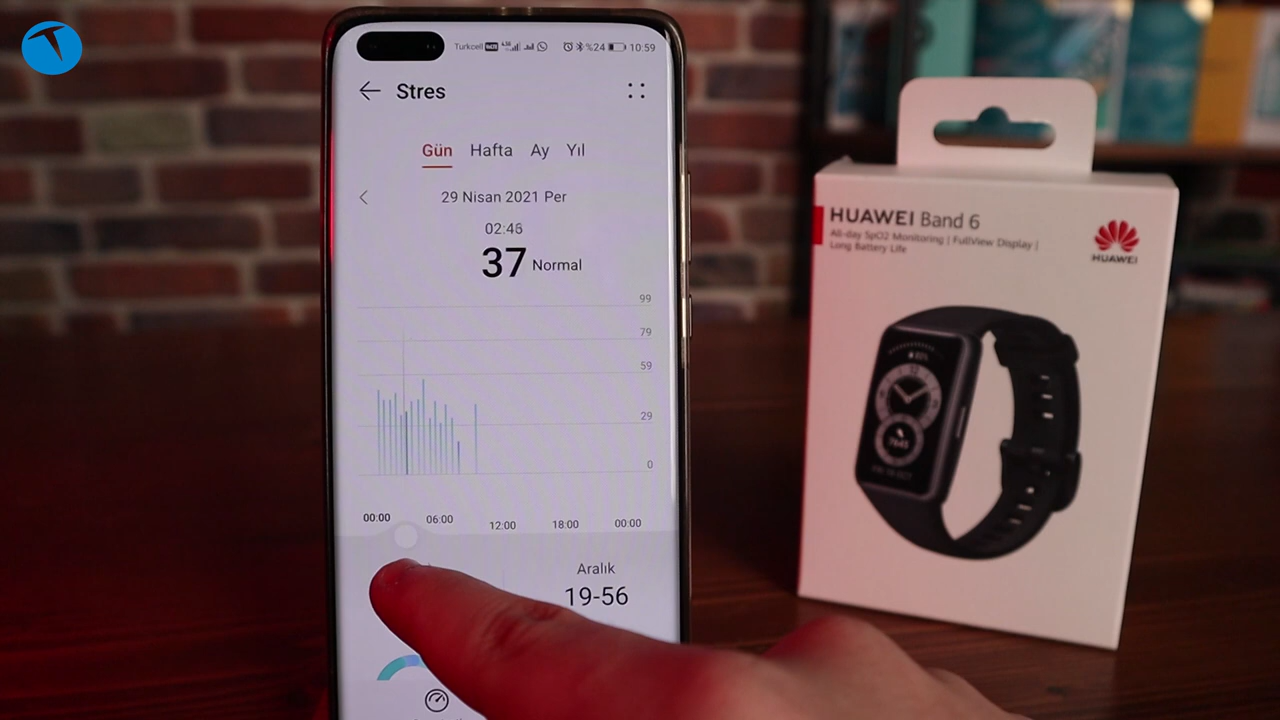 Turkcell
%24
10:59
Stres
Gün Hafta Ay Yıl
29 Nisan 2021 Per
02:46
37 Normal
99
79
59
29
0
00:00 06:00 12:00 18:00 00:00
Aralık
19-56
HUAWEI Band 6
All-day SpO2 Monitoring | FullView Display |
Long Battery Life
HUAWEI